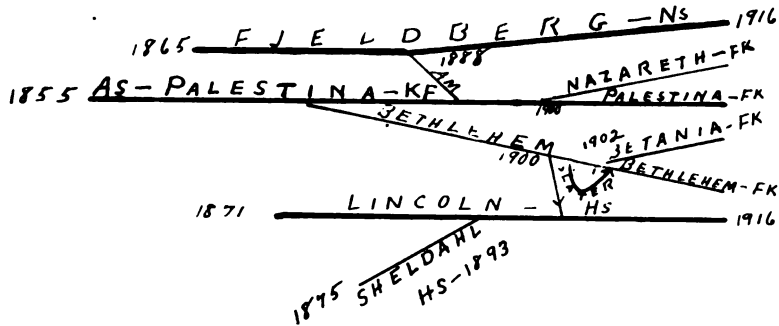 1865 FJELDBERG-NS 1916
1888
AM
1855 AS-PALESTINA-KF
NAZARETH-FK
1900 PALESTINA-FK
BETHLEHEM
1900
1902
BETANIA-FK
BETHLEHEM-FK
1871 LINCOLN-HS 1916
1875 SHELDAHL
HS-1893